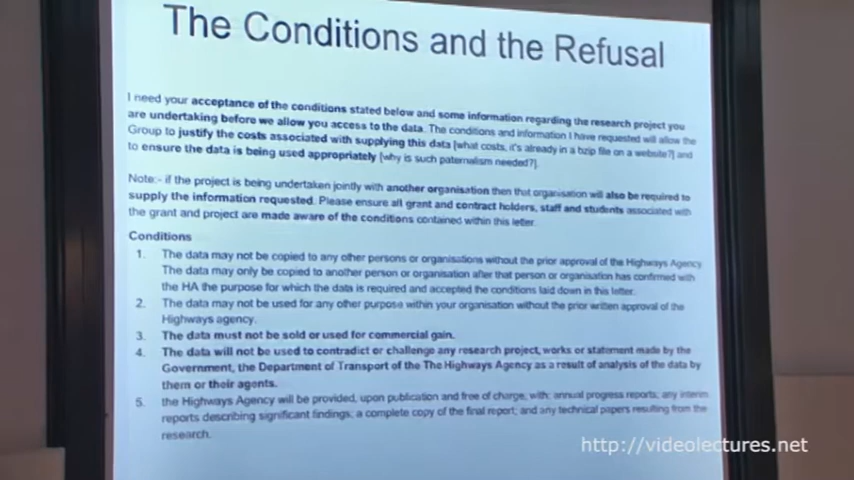 The Conditions and the Refusal
I need your acceptance of the conditions stated below and some information regarding the research project you
are undertaking before we allow you access to the data. The conditions and information I have requested will allow the
Group to justify the costs associated with supplying this data [what costs, it's already in a bzip file on a website?] and
to ensure the data is being used appropriately [why is such paternalism needed?].
Note:- if the project is being undertaken jointly with another organisation then that organisation will also be required to
supply the information requested. Please ensure all grant and contract holders, staff and students associated with
the grant and project are made aware of the conditions contained within this letter.
Conditions
1. The data may not be copied to any other persons or organisations without the prior approval of the Highways Agency.
The data may only be copied to another person or organisation after that person or organisation has confirmed with
the HA the purpose for which the data is required and accepted the conditions laid down in this letter.
2. The data may not be used for any other purpose within your organisation without the prior written approval of the
Highways agency.
3. The data must not be sold or used for commercial gain.
4. The data will not be used to contradict or challenge any research project, works or statement made by the
Government, the Department of Transport of the The Highways Agency as a result of analysis of the data by
them or their agents.
5. the Highways Agency will be provided, upon publication and free of charge, with: annual progress reports; any interim
reports describing significant findings; a complete copy of the final report; and any technical papers resulting from the
research.
http://videolectures.net